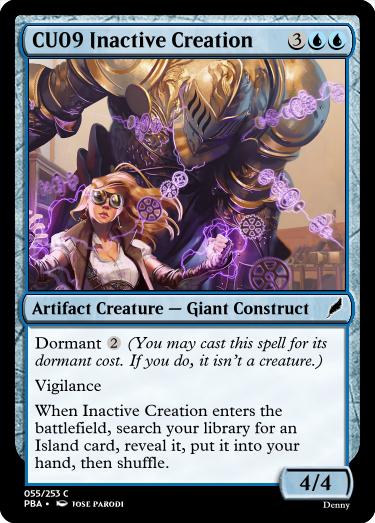 CU09 Inactive Creation 3
Artifact Creature — Giant Construct
Dormant 2 (You may cast this spell for its
dormant cost. If you do, it isn't a creature.)
Vigilance
When Inactive Creation enters the
battlefield, search your library for an
Island card, reveal it, put it into your
hand, then shuffle.
4/4
055/253 C
PBA • JOSE PARODI
Denny